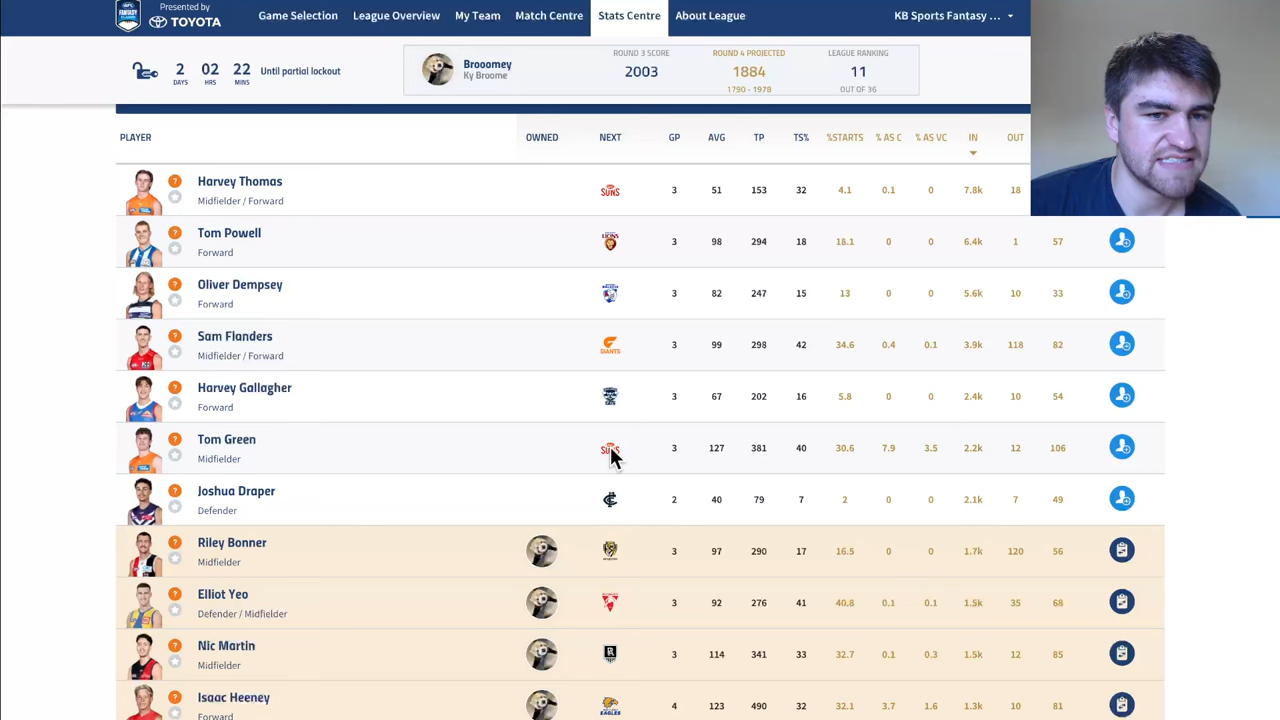 Presented by
TOYOTA
Game Selection League Overview My Team Match Centre Stats Centre About League KB Sports Fantasy ...
2 DAYS 02 HRS 22 MINS Until partial lockout
Brooomey
Ky Broome
ROUND 3 SCORE
2003
ROUND 4 PROJECTED
1884
1790 - 1978
LEAGUE RANKING
11
OUT OF 36
PLAYER OWNED NEXT GP AVG TP TS% %STARTS % AS C % AS VC IN OUT
Harvey Thomas SUNS 3 51 153 32 4.1 0.1 0 7.8k 18
Midfielder / Forward
Tom Powell LIONS 3 98 294 18 18.1 0 0 6.4k 1 57
Forward
Oliver Dempsey 3 82 247 15 13 0 0 5.6k 10 33
Forward
Sam Flanders GIANTS 3 99 298 42 34.6 0.4 0.1 3.9k 118 82
Midfielder / Forward
Harvey Gallagher 3 67 202 16 5.8 0 0 2.4k 10 54
Forward
Tom Green 3 127 381 40 30.6 7.9 3.5 2.2k 12 106
Midfielder
Joshua Draper 2 40 79 7 2 0 0 2.1k 7 49
Defender
Riley Bonner 3 97 290 17 16.5 0 0 1.7k 120 56
Midfielder
Elliot Yeo 3 92 276 41 40.8 0.1 0.1 1.5k 35 68
Defender / Midfielder
Nic Martin 3 114 341 33 32.7 0.1 0.3 1.5k 12 85
Midfielder
Isaac Heeney EAGLES 4 123 490 32 32.1 3.7 1.6 1.3k 10 81
Forward